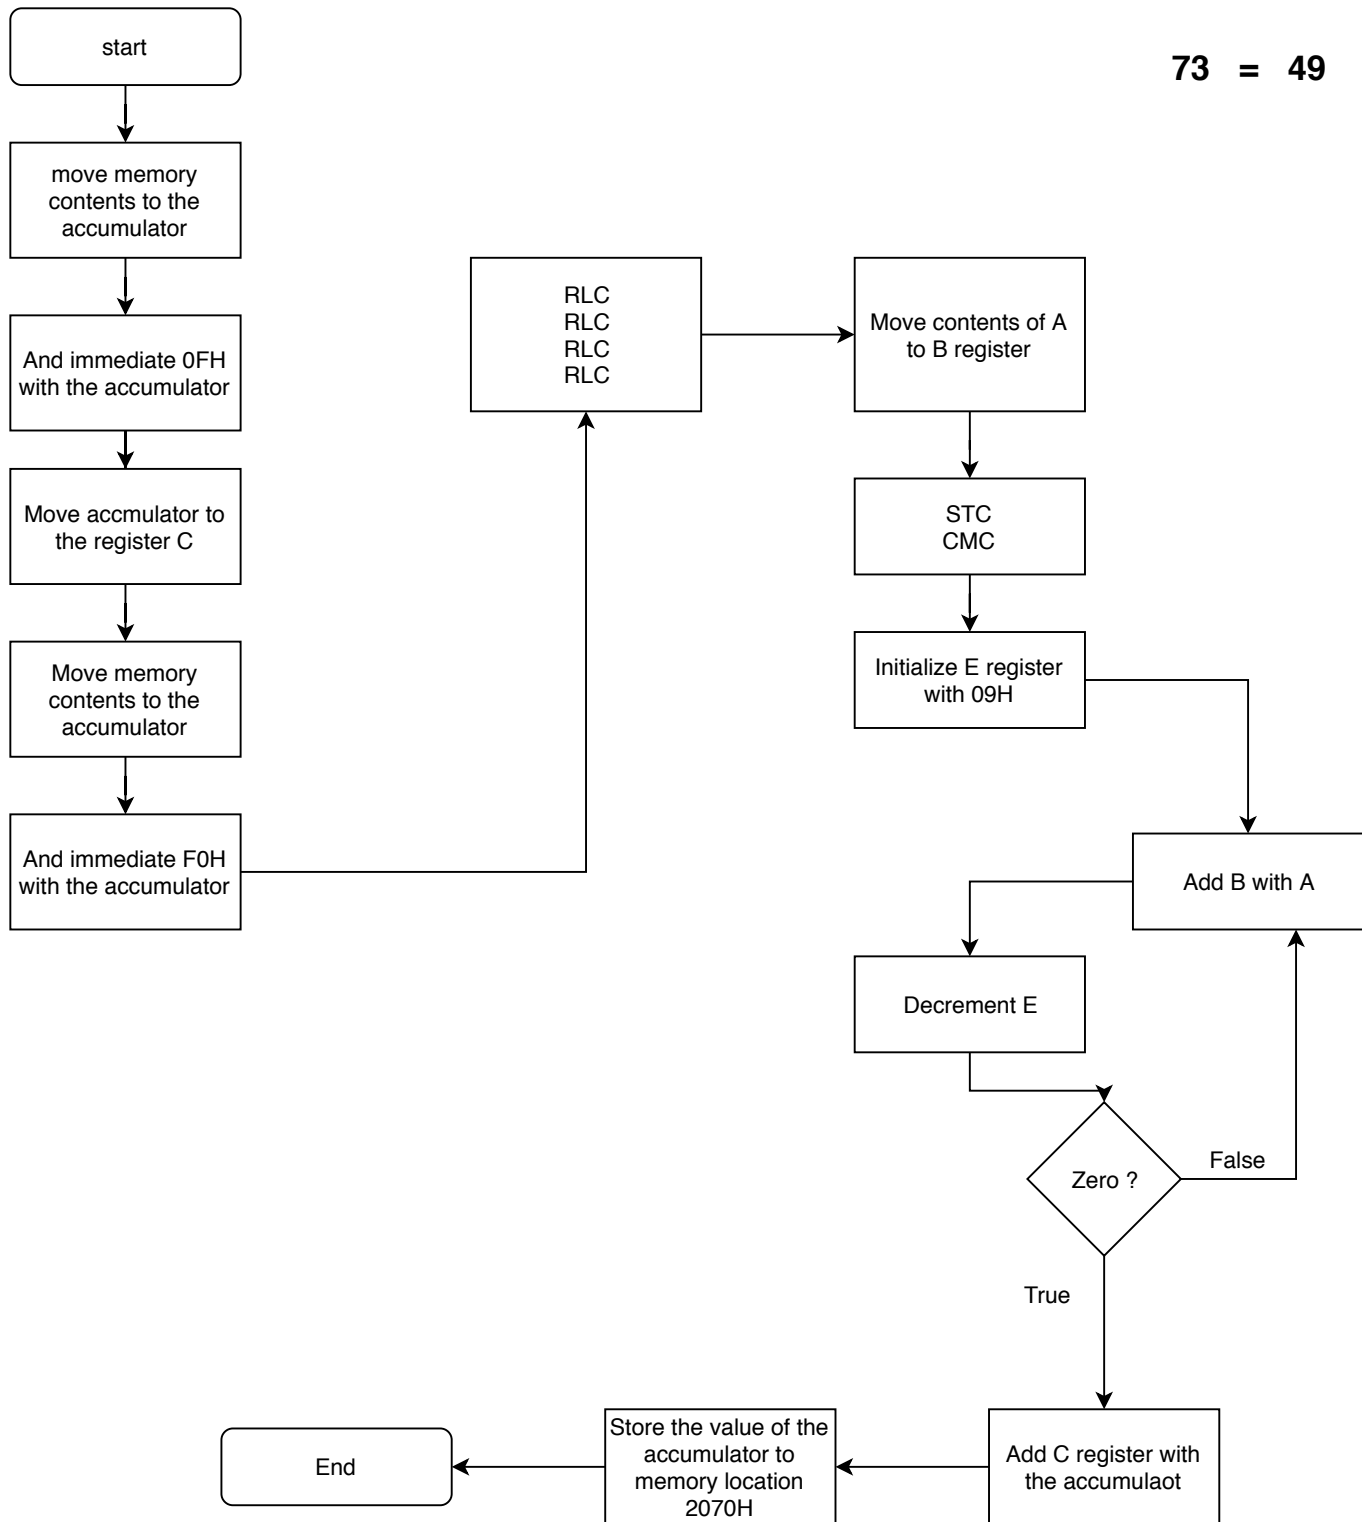 start
73 = 49
move memory
contents to the
accumulator
And immediate 0FH
with the accumulator
Move accmulator to
the register C
Move memory
contents to the
accumulator
And immediate F0H
with the accumulator
RLC
RLC
RLC
RLC
Move contents of A
to B register
STC
CMC
Initialize E register
with 09H
Add B with A
Decrement E
Zero ?
False
True
Add C register with
the accumulaot
Store the value of the
accumulator to
memory location
2070H
End